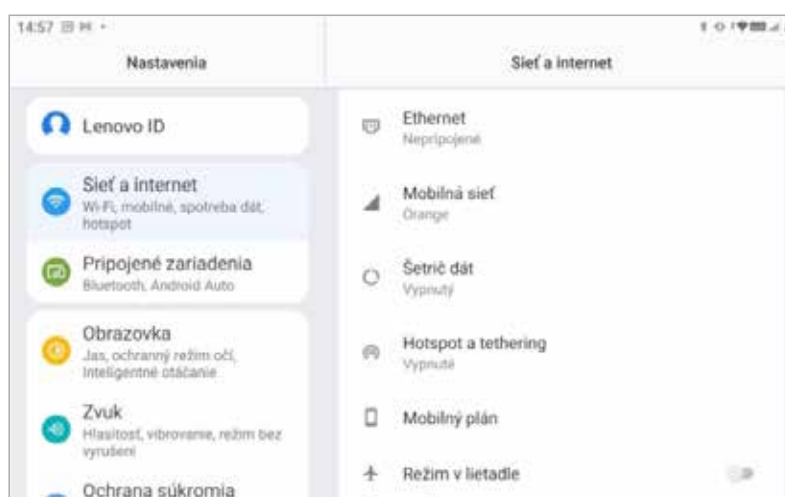 14:57
Nastavenia
Sieť a internet
Lenovo ID
Sieť a internet
Wi-Fi, mobilné, spotreba dát,
hotspot
Pripojené zariadenia
Bluetooth, Android Auto
Obrazovka
Jas, ochranný režim očí,
Inteligentné otáčanie
Zvuk
Hlasitosť, vibrovanie, režim bez
vyrušení
Ochrana súkromia
Ethernet
Nepripojené
Mobilná sieť
Orange
Šetrič dát
Vypnutý
Hotspot a tethering
Vypnuté
Mobilný plán
Režim v lietadle